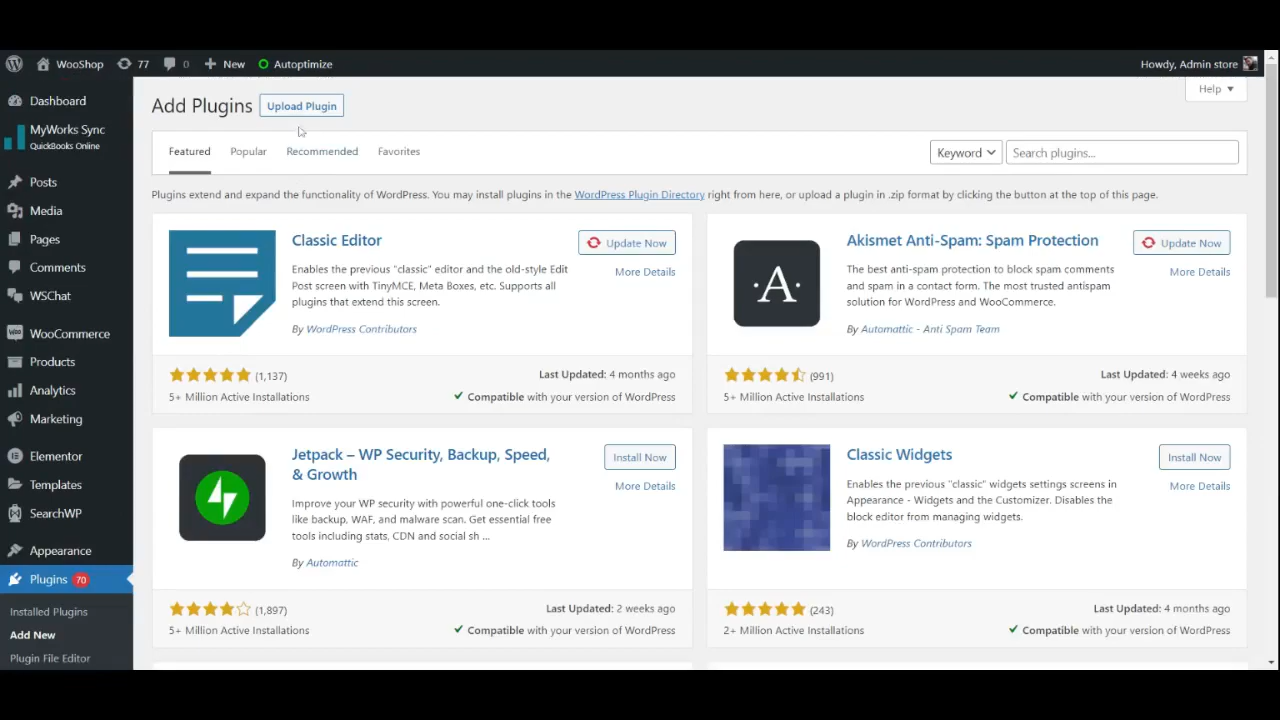 WooShop 77 0 New Autoptimize Howdy, Admin store
Dashboard
MyWorks Sync
QuickBooks Online
Posts
Media
Pages
Comments
WSChat
WooCommerce
Products
Analytics
Marketing
Elementor
Templates
SearchWP
Appearance
Plugins 70
Installed Plugins
Add New
Plugin File Editor
Help
Add Plugins Upload Plugin
Featured Popular Recommended Favorites Keyword Search plugins...
Plugins extend and expand the functionality of WordPress. You may install plugins in the WordPress Plugin Directory right from here, or upload a plugin in .zip format by clicking the button at the top of this page.
Classic Editor
Update Now
More Details
Enables the previous "classic" editor and the old-style Edit
Post screen with TinyMCE, Meta Boxes, etc. Supports all
plugins that extend this screen.
By WordPress Contributors
(1,137) Last Updated: 4 months ago
5+ Million Active Installations Compatible with your version of WordPress
Akismet Anti-Spam: Spam Protection
Update Now
More Details
The best anti-spam protection to block spam comments
and spam in a contact form. The most trusted antispam
solution for WordPress and WooCommerce.
By Automattic - Anti Spam Team
A
(991) Last Updated: 4 weeks ago
5+ Million Active Installations Compatible with your version of WordPress
Jetpack – WP Security, Backup, Speed,
& Growth
Install Now
More Details
Improve your WP security with powerful one-click tools
like backup, WAF, and malware scan. Get essential free
tools including stats, CDN and social sh ...
By Automattic
(1,897) Last Updated: 2 weeks ago
5+ Million Active Installations Compatible with your version of WordPress
Classic Widgets
Install Now
More Details
Enables the previous "classic" widgets settings screens in
Appearance - Widgets and the Customizer. Disables the
block editor from managing widgets.
By WordPress Contributors
(243) Last Updated: 4 months ago
2+ Million Active Installations Compatible with your version of WordPress